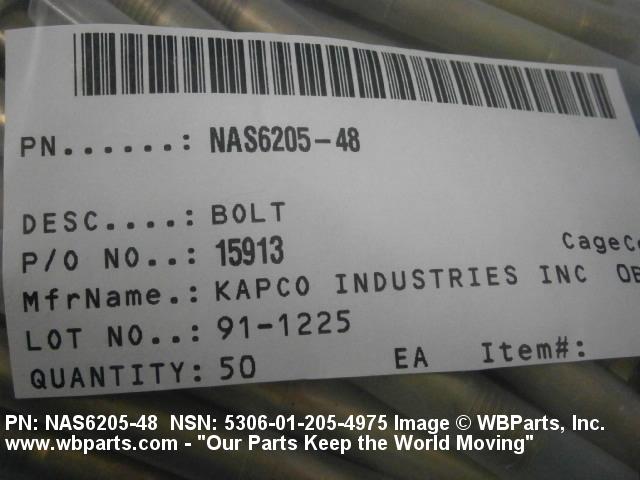 PN......: NAS6205-48
DESC....: BOLT
P/O NO..: 15913
CageCo
MfrName.: KAPCO INDUSTRIES INC
LOT NO..: 91-1225
QUANTITY: 50 EA Item#:
PN: NAS6205-48 NSN: 5306-01-205-4975 Image © WBParts, Inc.
www.wbparts.com - "Our Parts Keep the World Moving"